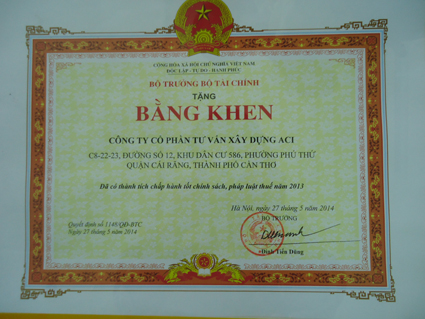 CỘNG HÒA XÃ HỘI CHỦ NGHĨA VIỆT NAM
ĐỘC LẬP - TỰ DO - HẠNH PHÚC
BỘ TRƯỞNG BỘ TÀI CHÍNH
TẶNG
BẰNG KHEN
CÔNG TY CỔ PHẦN TƯ VẤN XÂY DỰNG ACI
C8-22-23, ĐƯỜNG SỐ 12, KHU DÂN CƯ 586, PHƯỜNG PHÚ THỨ
QUẬN CÁI RĂNG, THÀNH PHỐ CẦN THƠ
Đã có thành tích chấp hành tốt chính sách, pháp luật thuế năm 2013
Hà Nội, ngày 27 tháng 5 năm 2014
BỘ TRƯỞNG
Quyết định số 1148/QĐ-BTC
Ngày 27 tháng 5 năm 2014
Đinh Tiến Dũng